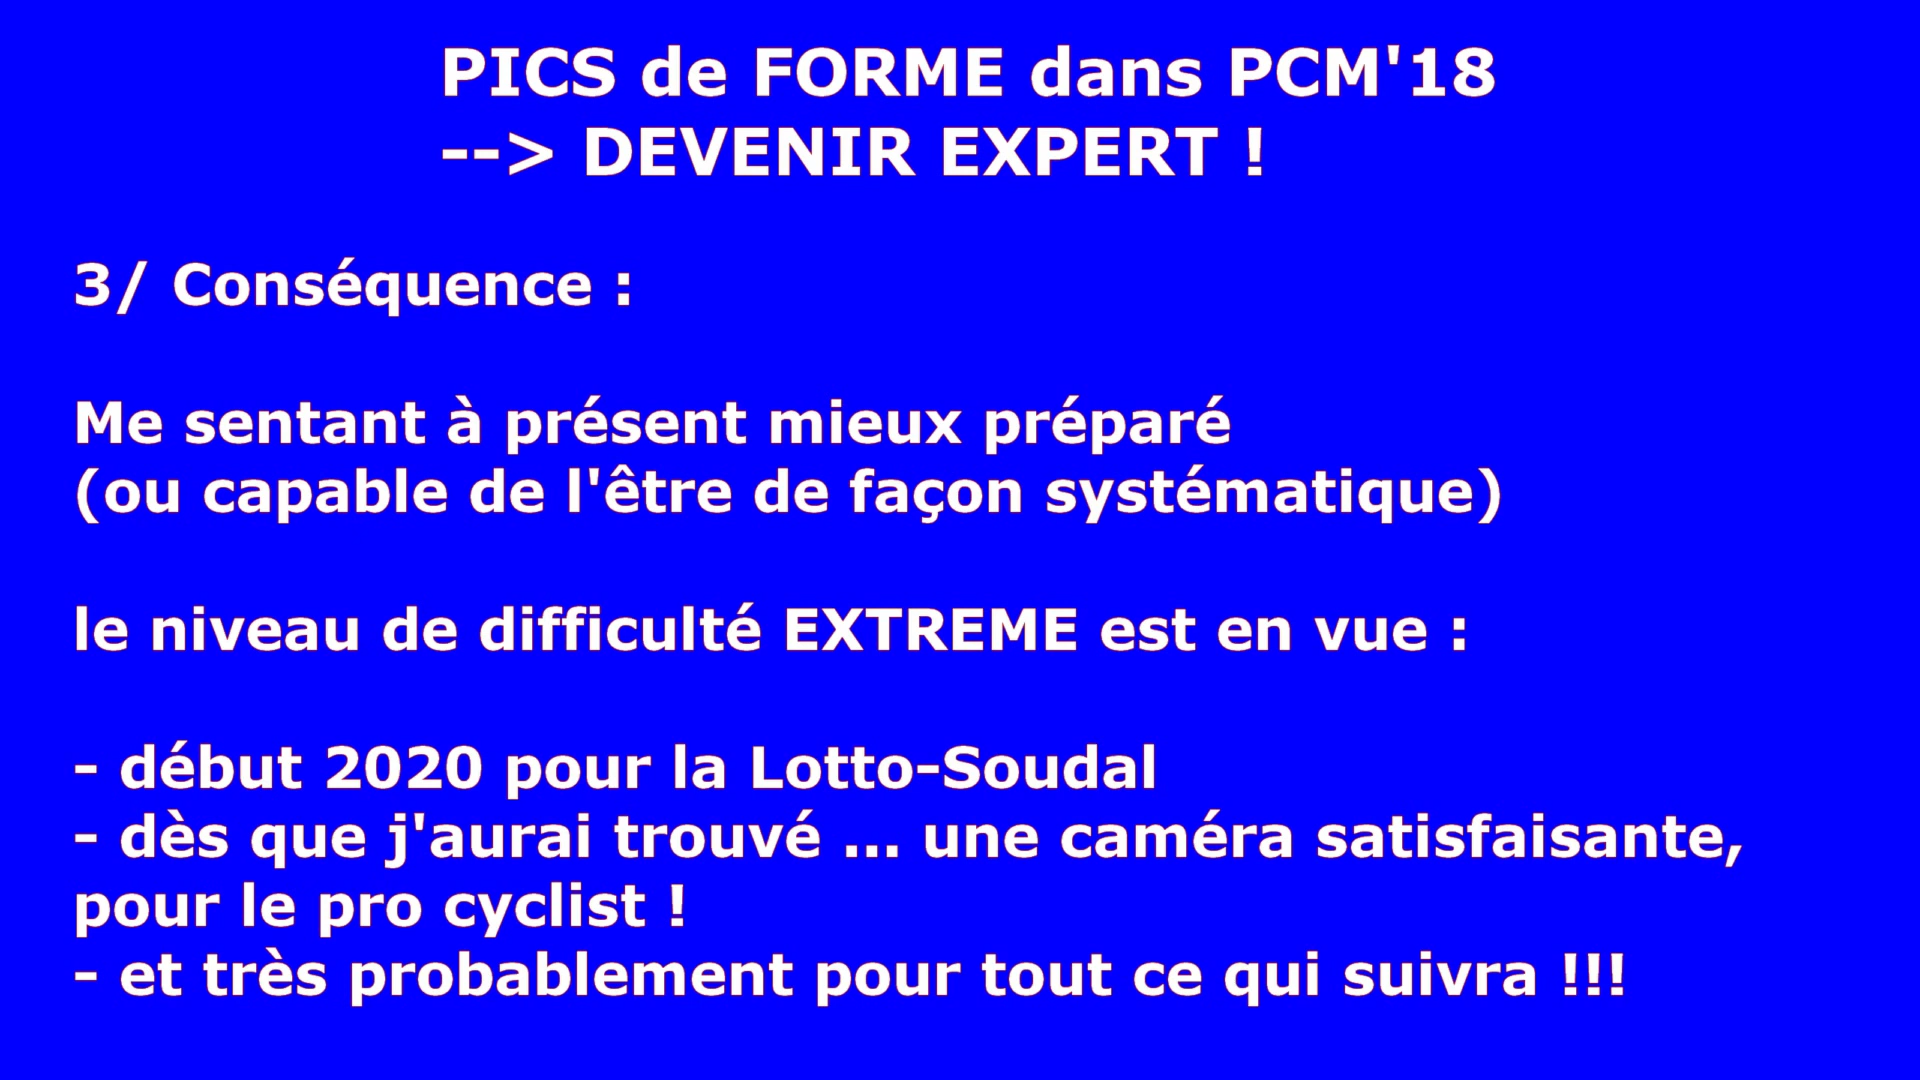 PICS de FORME dans PCM'18
--> DEVENIR EXPERT !
3/ Conséquence :
Me sentant à présent mieux préparé
(ou capable de l'être de façon systématique)
le niveau de difficulté EXTREME est en vue :
- début 2020 pour la Lotto-Soudal
- dès que j'aurai trouvé ... une caméra satisfaisante,
pour le pro cyclist !
- et très probablement pour tout ce qui suivra !!!